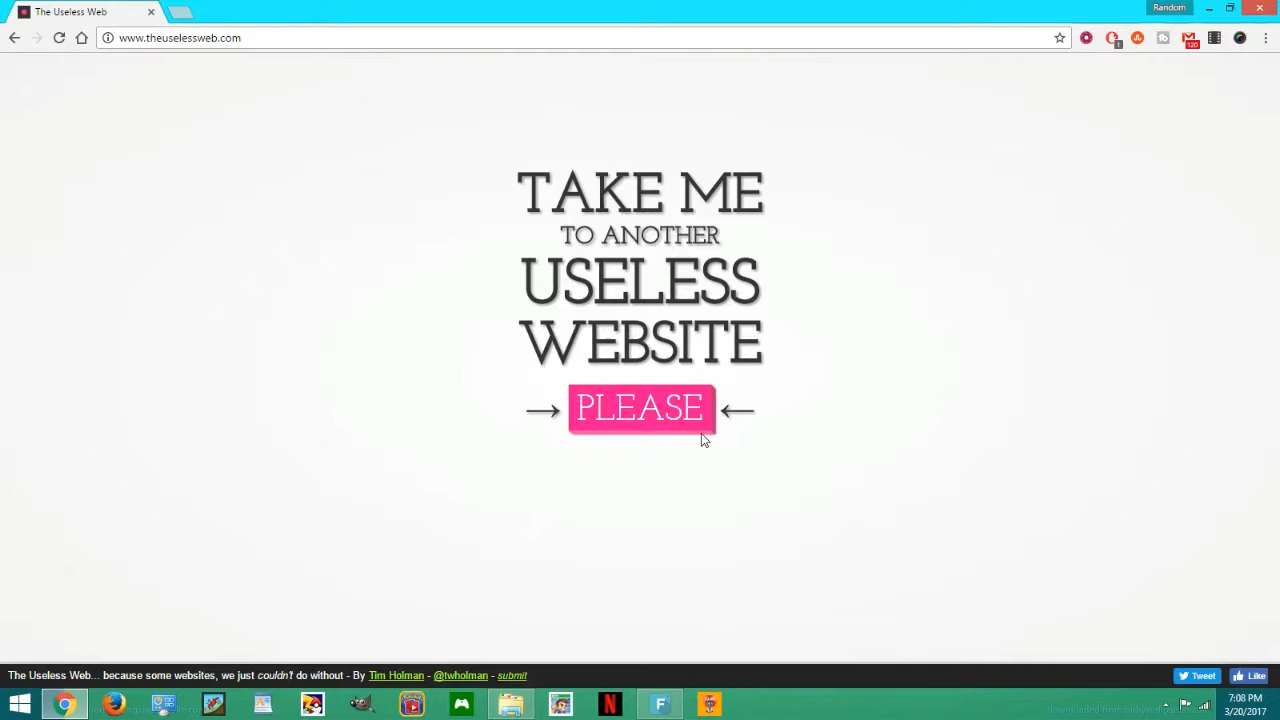 The Useless Web
Random
www.theuselessweb.com
1
120
TAKE ME
TO ANOTHER
USELESS
WEBSITE
→ PLEASE ←
The Useless Web... because some websites, we just couldn't do without - By Tim Holman - @twholman - submit
Tweet
Like
N
F
7:08 PM
3/20/2017